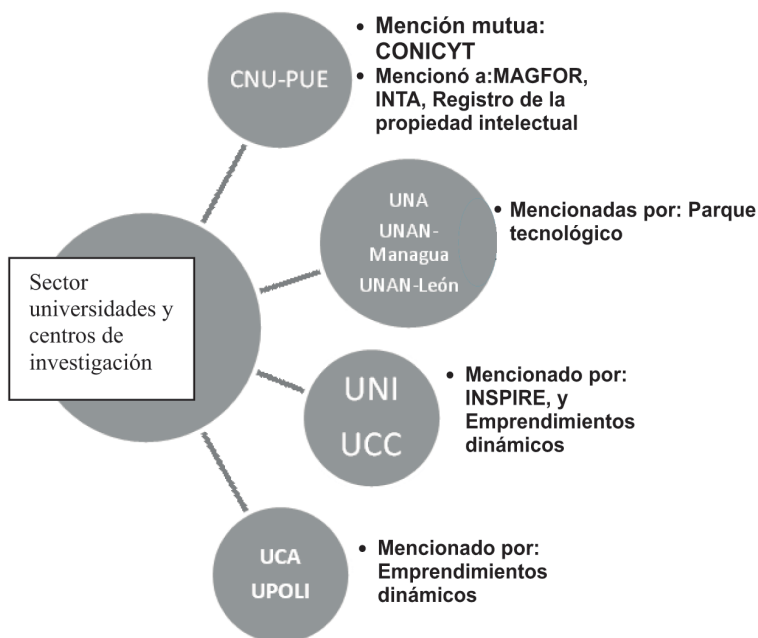 CNU-PUE
• Mención mutua:
CONICYT
• Mencionó a:MAGFOR,
INTA, Registro de la
propiedad intelectual
UNA
UNAN-
Managua
UNAN-León
• Mencionadas por: Parque
tecnológico
Sector
universidades y
centros de
investigación
UNI
UCC
• Mencionado por:
INSPIRE, y
Emprendimientos
dinámicos
UCA
UPOLI
• Mencionado por:
Emprendimientos
dinámicos